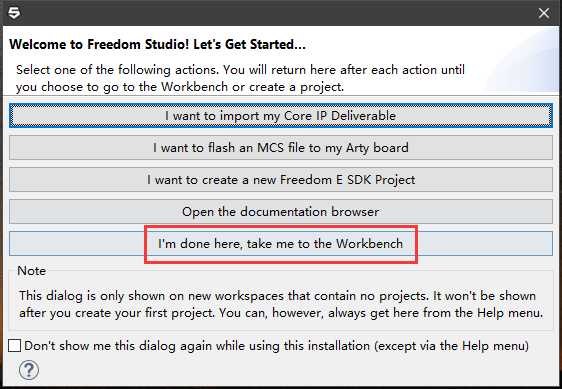 Welcome to Freedom Studio! Let's Get Started...
Select one of the following actions. You will return here after each action until
you choose to go to the Workbench or create a project.
I want to import my Core IP Deliverable
I want to flash an MCS file to my Arty board
I want to create a new Freedom E SDK Project
Open the documentation browser
I'm done here, take me to the Workbench
Note
This dialog is only shown on new workspaces that contain no projects. It won't be shown
after you create your first project. You can, however, always get here from the Help menu.
Don't show me this dialog again while using this installation (except via the Help menu)
?